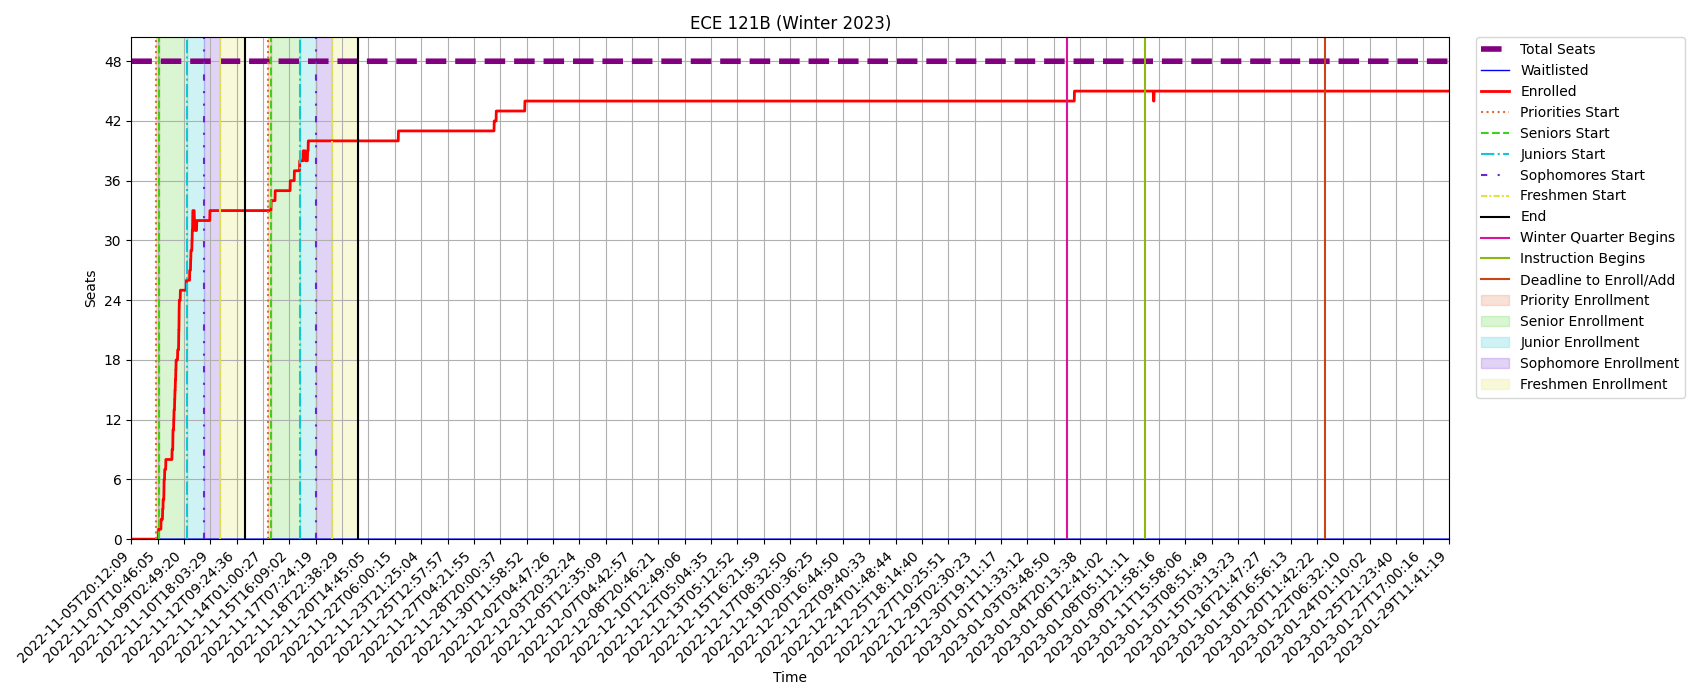 ECE 121B (Winter 2023)
48
42
36
30
24
18
12
6
0
Seats
2022-11-05T20:12:09
2022-11-07T10:46:05
2022-11-09T02:49:20
2022-11-10T18:03:29
2022-11-12T09:24:36
2022-11-14T01:00:27
2022-11-15T16:09:02
2022-11-17T07:24:19
2022-11-18T22:38:29
2022-11-20T14:45:05
2022-11-22T06:00:15
2022-11-23T21:25:04
2022-11-25T12:57:57
2022-11-27T04:21:55
2022-11-28T20:00:37
2022-11-30T11:58:52
2022-12-02T04:47:26
2022-12-03T20:32:24
2022-12-05T12:35:09
2022-12-07T04:42:57
2022-12-08T20:46:21
2022-12-10T12:49:06
2022-12-12T05:04:35
2022-12-13T05:12:52
2022-12-15T16:21:59
2022-12-17T08:32:50
2022-12-19T00:36:25
2022-12-20T16:44:50
2022-12-22T09:40:33
2022-12-25T01:48:44
2022-12-25T18:14:40
2022-12-27T10:25:51
2022-12-29T02:30:23
2022-12-30T19:11:17
2023-01-01T11:33:12
2023-01-03T03:48:50
2023-01-04T20:13:38
2023-01-06T12:41:02
2023-01-08T05:11:11
2023-01-09T21:58:16
2023-01-11T15:58:06
2023-01-13T08:51:49
2023-01-15T03:13:23
2023-01-16T21:47:27
2023-01-18T16:56:13
2023-01-20T11:42:22
2023-01-22T06:32:10
2023-01-24T01:10:02
2023-01-25T21:23:40
2023-01-27T17:00:16
2023-01-29T11:41:19
Time
Total Seats
Waitlisted
Enrolled
Priorities Start
Seniors Start
Juniors Start
Sophomores Start
Freshmen Start
End
Winter Quarter Begins
Instruction Begins
Deadline to Enroll/Add
Priority Enrollment
Senior Enrollment
Junior Enrollment
Sophomore Enrollment
Freshmen Enrollment